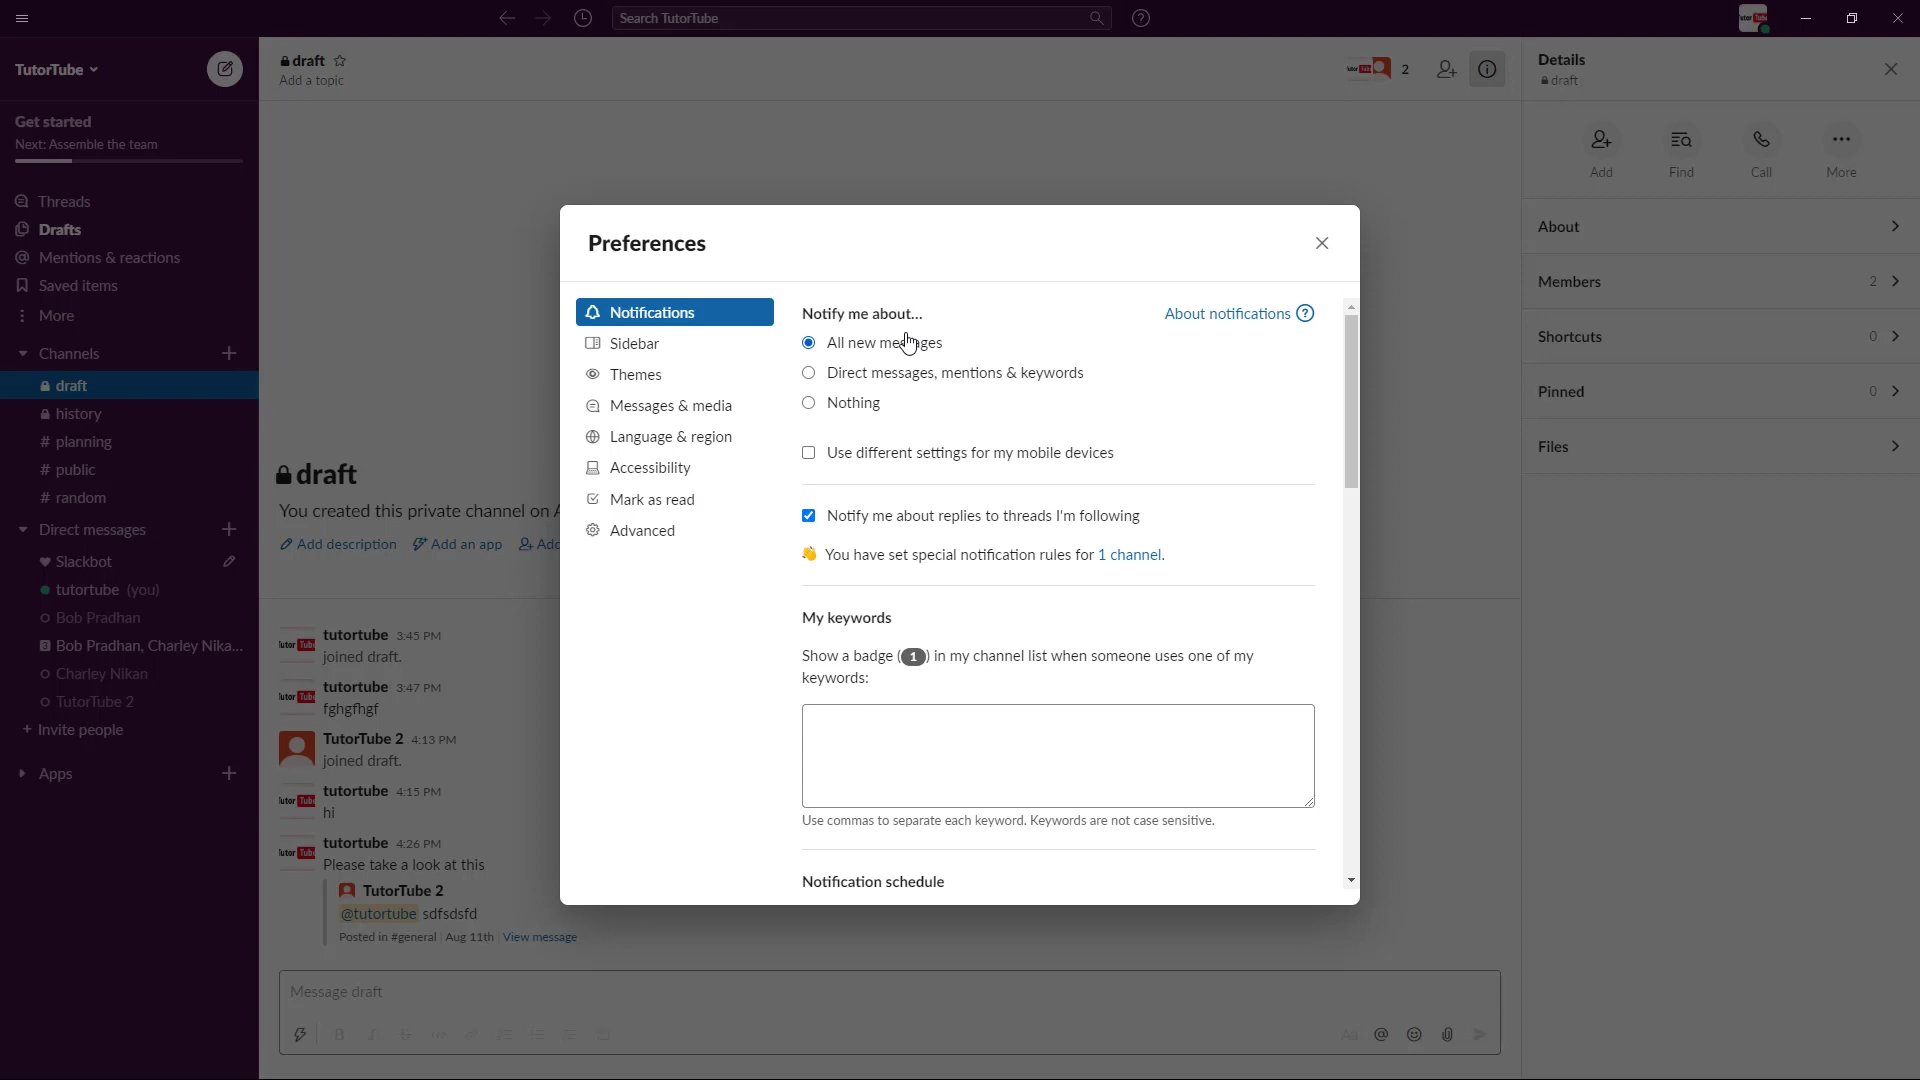 Search TutorTube
TutorTube
Get started
Next: Assemble the team
Threads
Drafts
Mentions & reactions
Saved items
More
Channels
draft
history
# planning
# public
# random
Direct messages
Slackbot
tutortube (you)
Bob Pradhan
3 Bob Pradhan, Charley Nika...
Charley Nikan
TutorTube 2
+ Invite people
Apps
draft
Add a topic
2
draft
You created this private channel on A
Add description
Add an app
Add
tutortube 3:45 PM
joined draft.
tutortube 3:47 PM
fghgfhgf
TutorTube 2 4:13 PM
joined draft.
tutortube 4:15 PM
hi
tutortube 4:26 PM
Please take a look at this
TutorTube 2
@tutortube sdfsdsfd
Posted in #general | Aug 11th | View message
Message draft
Preferences
Notifications
Sidebar
Themes
Messages & media
Language & region
Accessibility
Mark as read
Advanced
Notify me about...
About notifications
All new messages
Direct messages, mentions & keywords
Nothing
Use different settings for my mobile devices
Notify me about replies to threads I'm following
You have set special notification rules for 1 channel.
My keywords
Show a badge (1) in my channel list when someone uses one of my
keywords:
Use commas to separate each keyword. Keywords are not case sensitive.
Notification schedule
Details
draft
Add
Find
Call
More
About
Members 2
Shortcuts 0
Pinned 0
Files